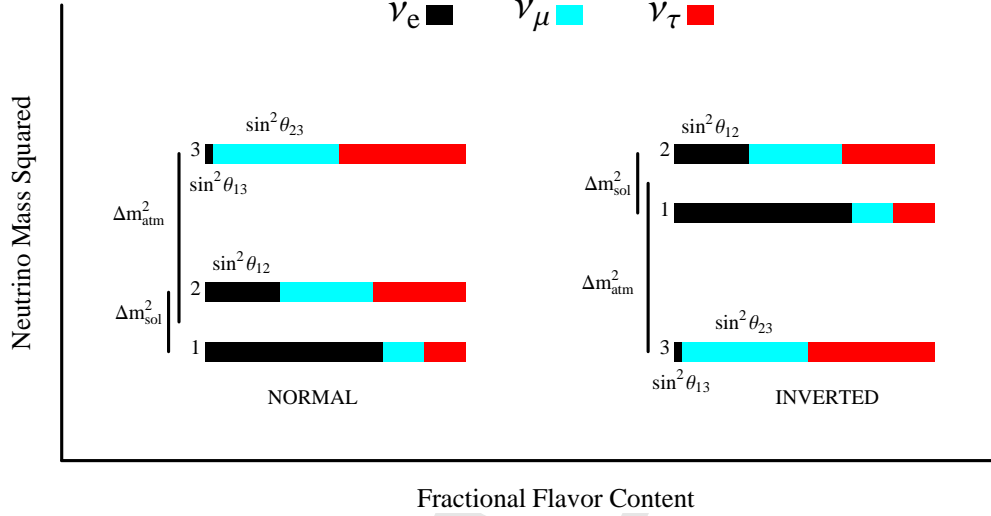 νe νμ ντ
Neutrino Mass Squared
sin²θ₂₃
3
sin²θ₁₃
Δm²atm
sin²θ₁₂
2
Δm²sol
1
NORMAL
sin²θ₁₂
2
Δm²sol
1
Δm²atm
sin²θ₂₃
3
sin²θ₁₃
INVERTED
Fractional Flavor Content